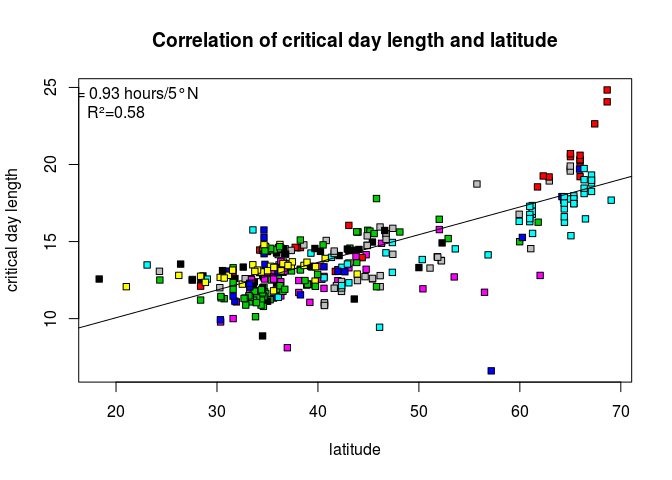 Correlation of critical day length and latitude
= 0.93 hours/5°N
R²=0.58
critical day length
25
20
15
10
20 30 40 50 60 70
latitude